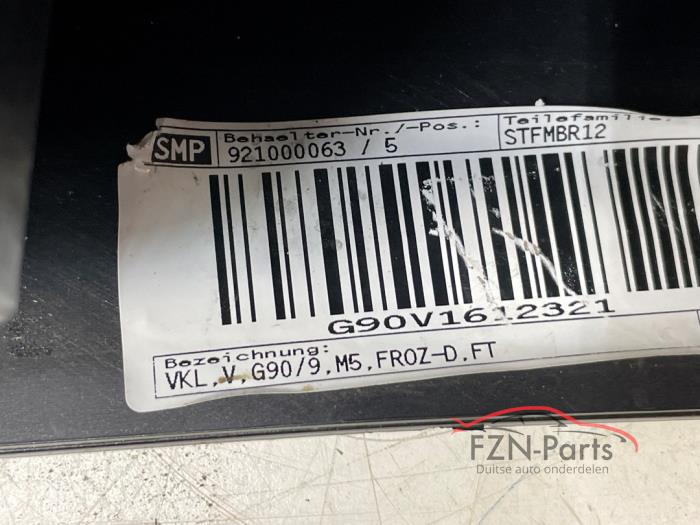 SMP
Behaelter-Nr./-Pos.:
921000063 / 5
Teilefamilie:
STFMBR12
G90V1612321
Bezeichnung:
VKL,V,G90/9,M5,FROZ-D,FT
FZN-Parts
Duitse auto onderdelen